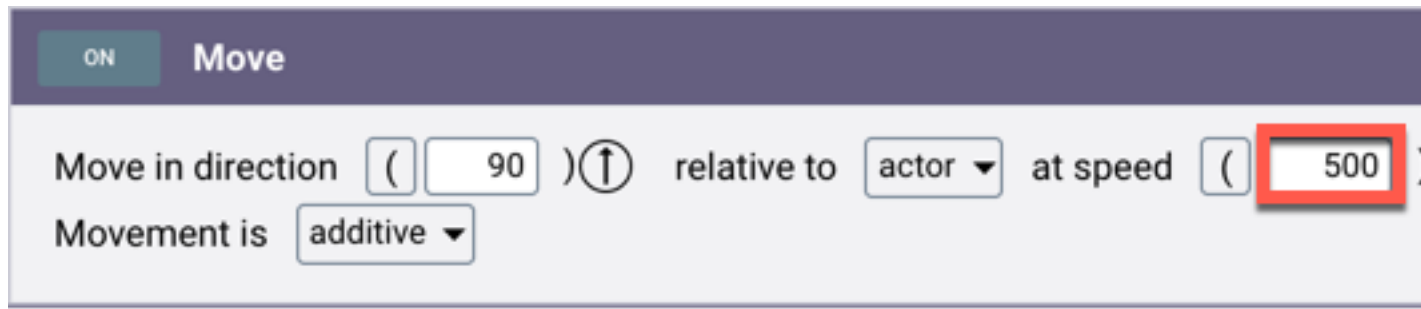 ON Move
Move in direction ( 90 ) relative to actor at speed ( 500 )
Movement is additive